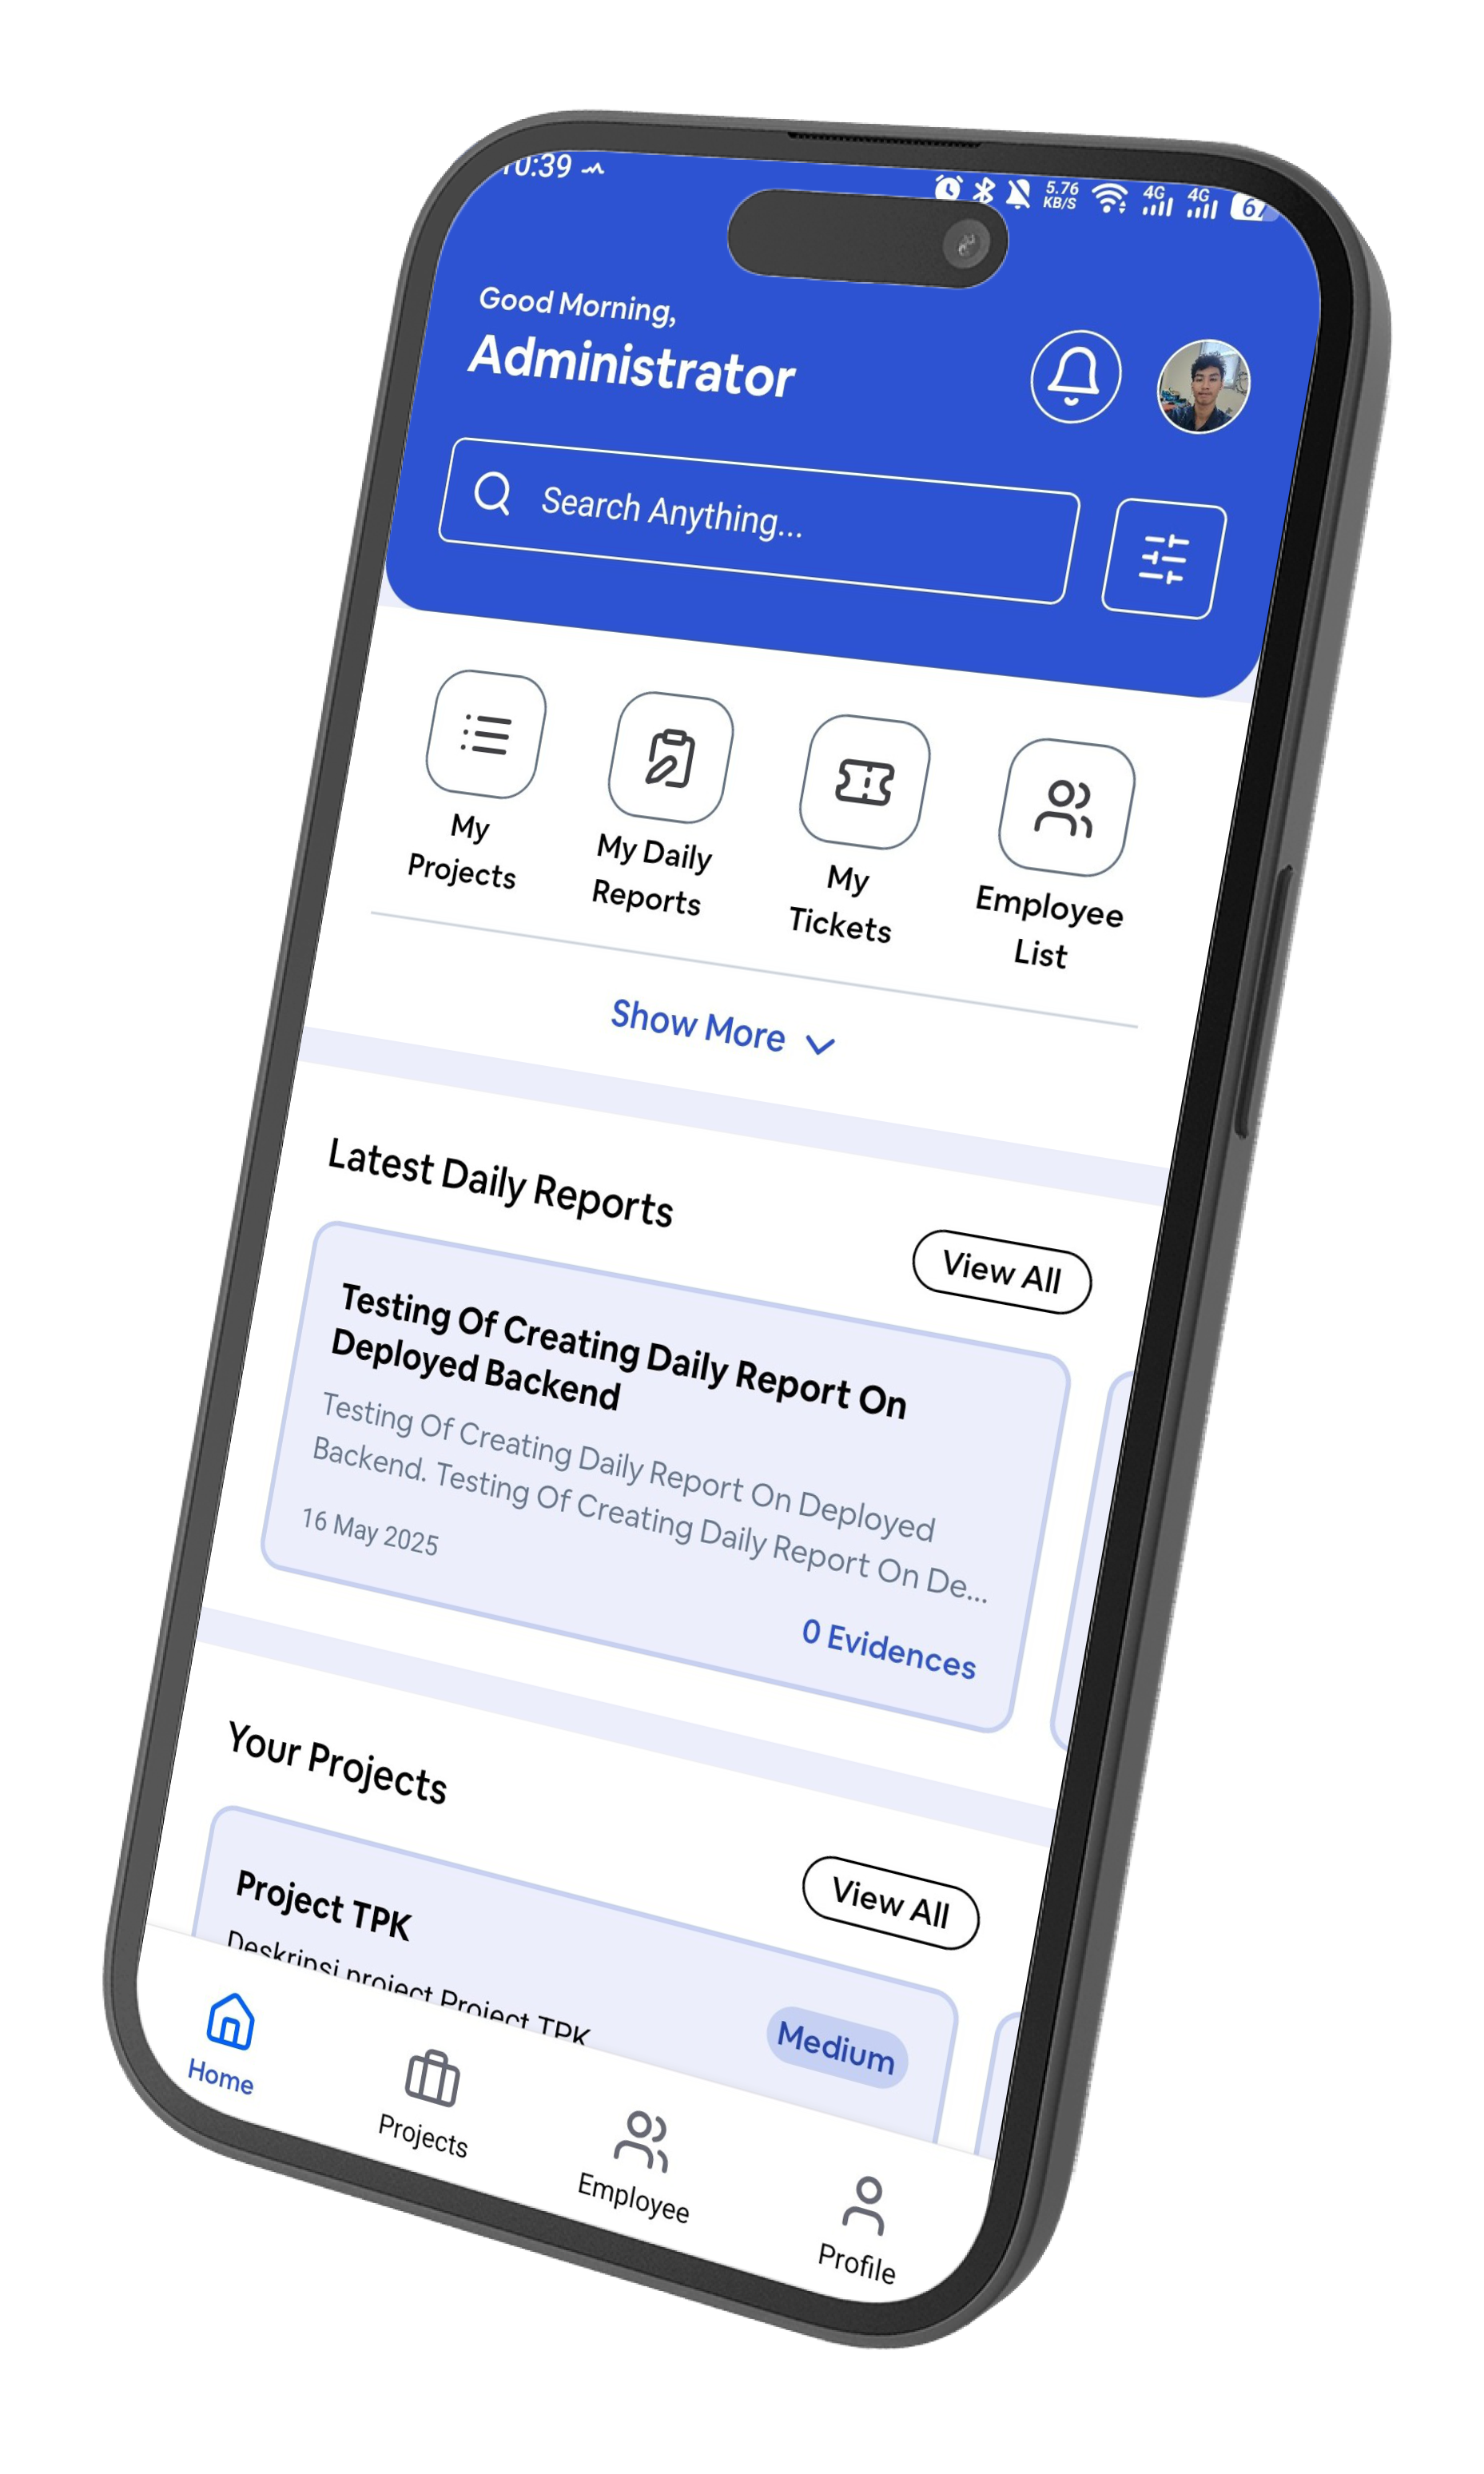 10:39
5.76
KB/S
4G
4G
67
Good Morning,
Administrator
Search Anything...
My
Projects
My Daily
Reports
My
Tickets
Employee
List
Show More
Latest Daily Reports
View All
Testing Of Creating Daily Report On
Deployed Backend
Testing Of Creating Daily Report On Deployed
Backend. Testing Of Creating Daily Report On De...
16 May 2025
0 Evidences
Your Projects
View All
Project TPK
Deskripsi project Project TPK
Medium
Home
Projects
Employee
Profile